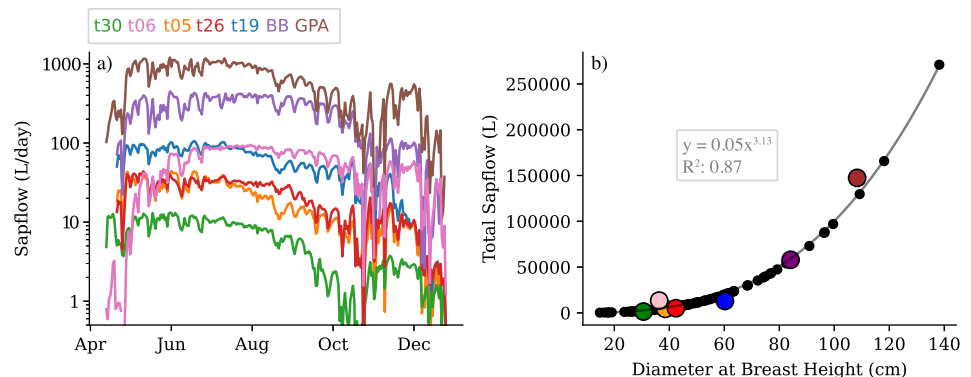 t30 t06 t05 t26 t19 BB GPA
a)
1000
100
10
1
Sapflow (L/day)
Apr Jun Aug Oct Dec
b)
250000
200000
150000
100000
50000
0
Total Sapflow (L)
y = 0.05x^3.13
R²: 0.87
20 40 60 80 100 120 140
Diameter at Breast Height (cm)